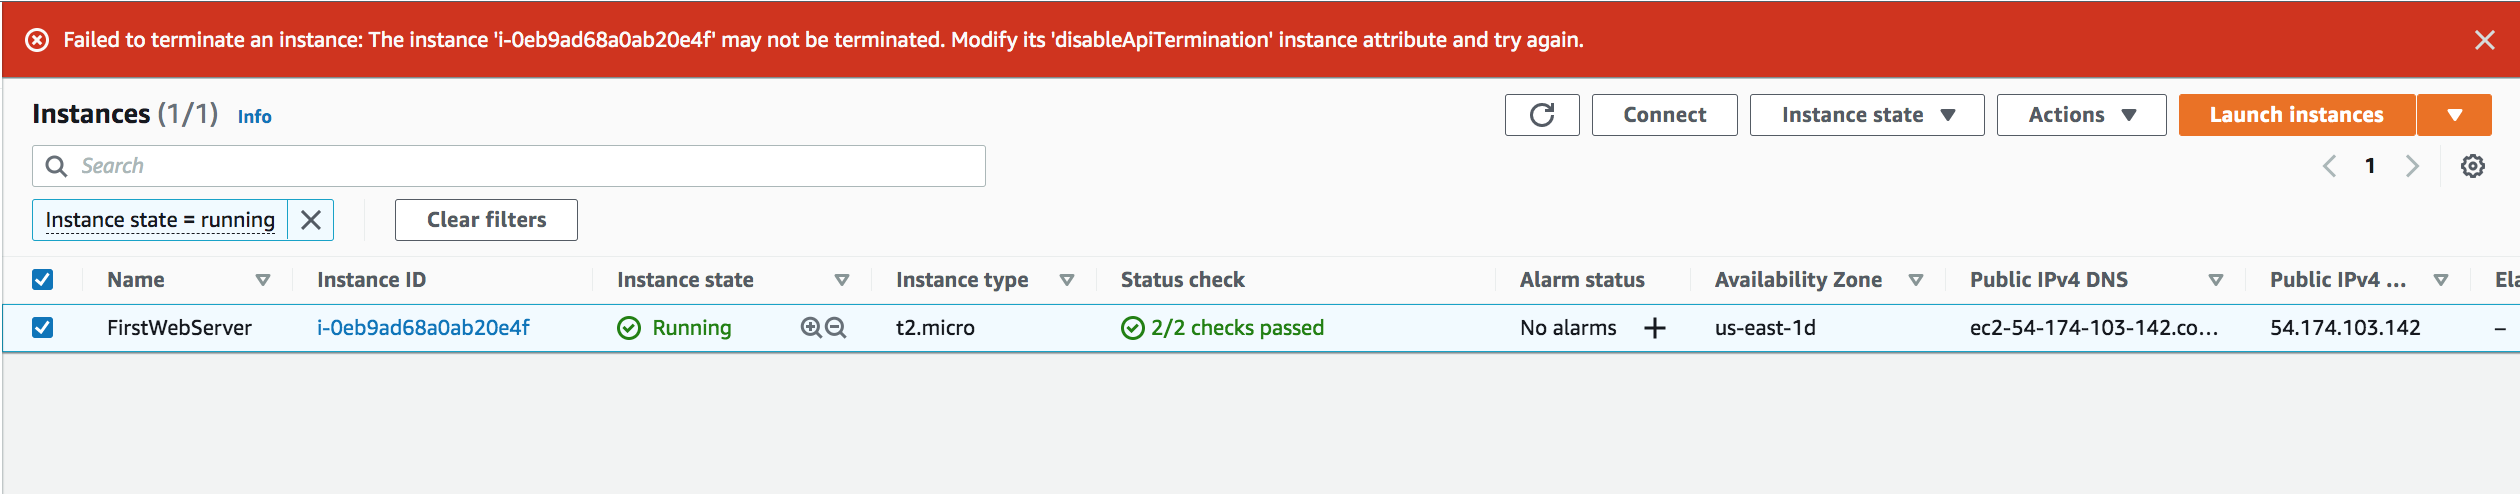 Failed to terminate an instance: The instance 'i-0eb9ad68a0ab20e4f' may not be terminated. Modify its 'disableApiTermination' instance attribute and try again.
Instances (1/1) Info Connect Instance state Actions Launch instances
Search 1
Instance state = running Clear filters
Name Instance ID Instance state Instance type Status check Alarm status Availability Zone Public IPv4 DNS Public IPv4 ... Ela
FirstWebServer i-0eb9ad68a0ab20e4f Running t2.micro 2/2 checks passed No alarms + us-east-1d ec2-54-174-103-142.co... 54.174.103.142 –